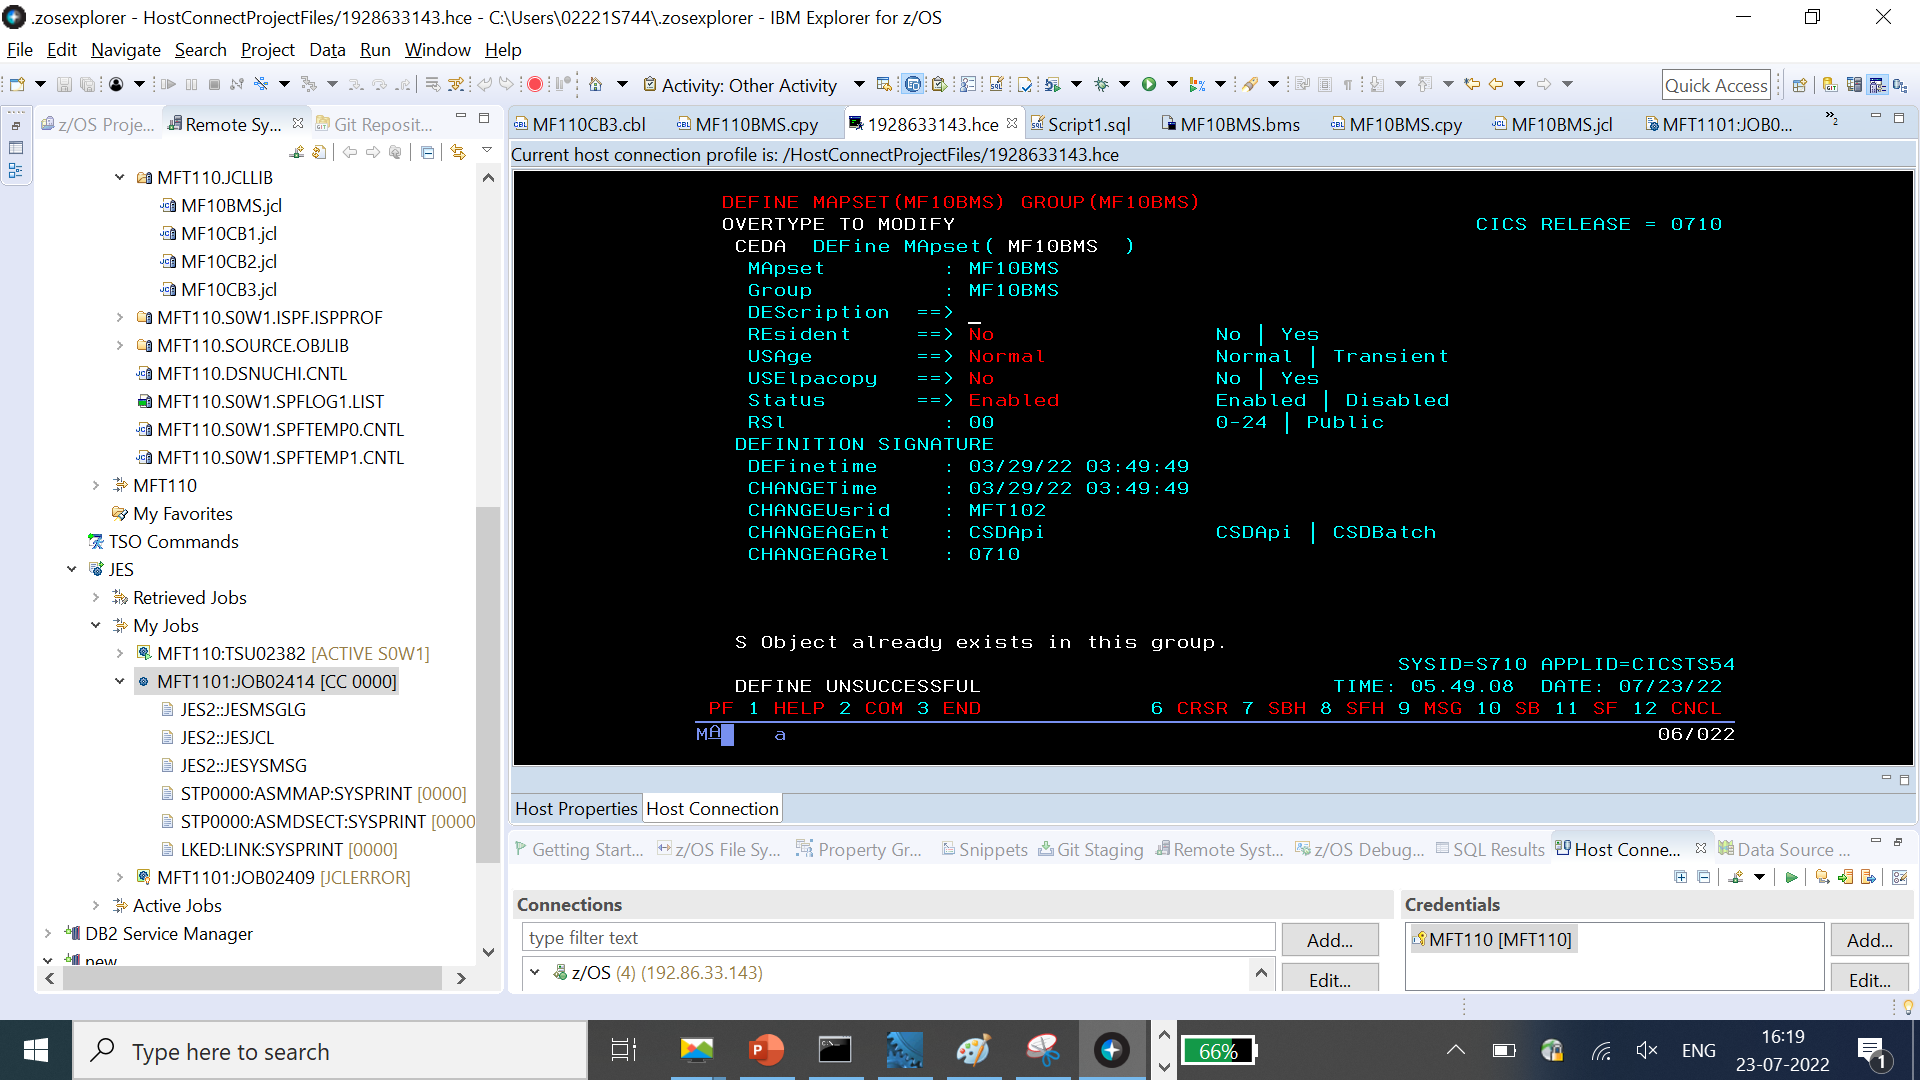 .zosexplorer - HostConnectProjectFiles/1928633143.hce - C:\Users\02221S744\.zosexplorer - IBM Explorer for z/OS
File Edit Navigate Search Project Data Run Window Help
Activity: Other Activity
Quick Access
z/OS Proje... Remote Sy... Git Reposit...
MFT110.JCLLIB
MF10BMS.jcl
MF10CB1.jcl
MF10CB2.jcl
MF10CB3.jcl
MFT110.S0W1.ISPF.ISPPROF
MFT110.SOURCE.OBJLIB
MFT110.DSNUCHI.CNTL
MFT110.S0W1.SPFLOG1.LIST
MFT110.S0W1.SPFTEMP0.CNTL
MFT110.S0W1.SPFTEMP1.CNTL
MFT110
My Favorites
TSO Commands
JES
Retrieved Jobs
My Jobs
MFT110:TSU02382 [ACTIVE S0W1]
MFT1101:JOB02414 [CC 0000]
JES2::JESMSGLG
JES2::JESJCL
JES2::JESYSMSG
STP0000:ASMMAP:SYSPRINT [0000]
STP0000:ASMDSECT:SYSPRINT [0000
LKED:LINK:SYSPRINT [0000]
MFT1101:JOB02409 [JCLERROR]
Active Jobs
DB2 Service Manager
new
MF110CB3.cbl MF110BMS.cpy 1928633143.hce Script1.sql MF10BMS.bms MF10BMS.cpy MF10BMS.jcl MFT1101:JOB0... »2
Current host connection profile is: /HostConnectProjectFiles/1928633143.hce
DEFINE MAPSET(MF10BMS) GROUP(MF10BMS)
OVERTYPE TO MODIFY CICS RELEASE = 0710
CEDA DEFine MApset( MF10BMS )
MApset : MF10BMS
Group : MF10BMS
DEScription ==> _
REsident ==> No No | Yes
USAge ==> Normal Normal | Transient
USElpacopy ==> No No | Yes
Status ==> Enabled Enabled | Disabled
RSl : 00 0-24 | Public
DEFINITION SIGNATURE
DEFinetime : 03/29/22 03:49:49
CHANGETime : 03/29/22 03:49:49
CHANGEUsrid : MFT102
CHANGEAGEnt : CSDApi CSDApi | CSDBatch
CHANGEAGRel : 0710
S Object already exists in this group.
SYSID=S710 APPLID=CICSTS54
DEFINE UNSUCCESSFUL TIME: 05.49.08 DATE: 07/23/22
PF 1 HELP 2 COM 3 END 6 CRSR 7 SBH 8 SFH 9 MSG 10 SB 11 SF 12 CNCL
MA a 06/022
Host Properties Host Connection
Getting Start... z/OS File Sy... Property Gr... Snippets Git Staging Remote Syst... z/OS Debug... SQL Results Host Conne... Data Source ...
Connections
type filter text
Add...
z/OS (4) (192.86.33.143)
Edit...
Credentials
MFT110 [MFT110]
Add...
Edit...
Type here to search
66%
ENG
16:19
23-07-2022
1